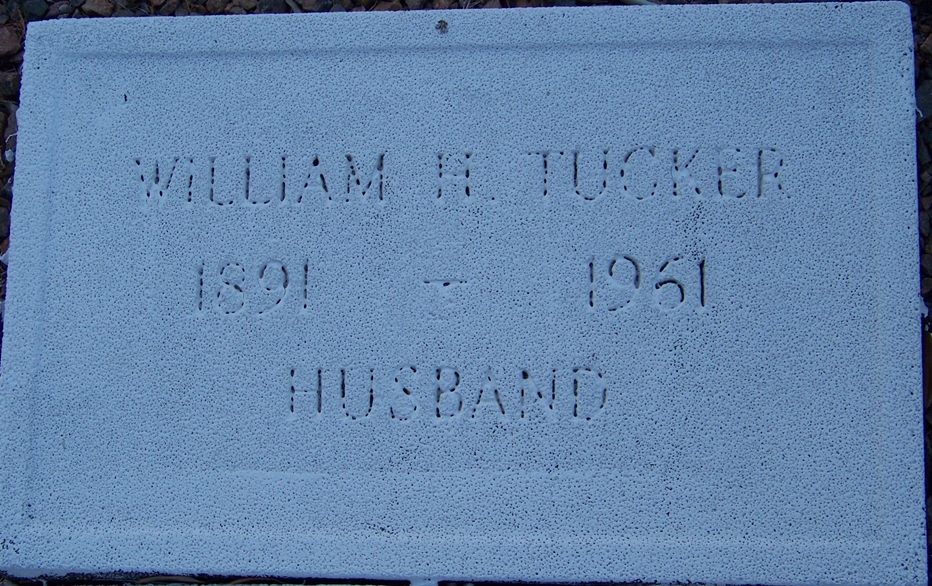 WILLIAM H. TUCKER
1891 - 1961
HUSBAND